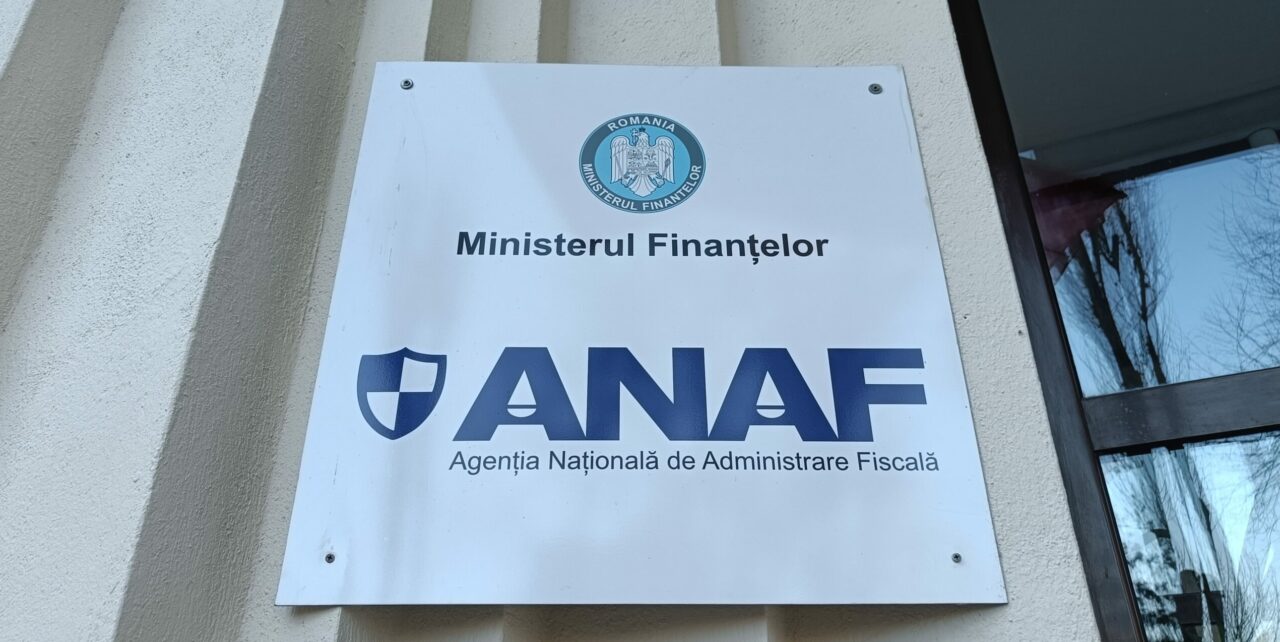 ROMANIA
MINISTERUL FINANȚELOR
Ministerul Finanțelor
ANAF
Agenția Națională de Administrare Fiscală